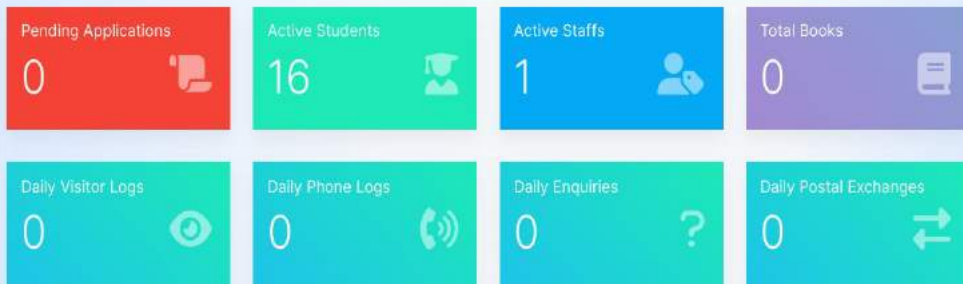 Pending Applications
0
Active Students
16
Active Staffs
1
Total Books
0
Daily Visitor Logs
0
Daily Phone Logs
0
Daily Enquiries
0
?
Daily Postal Exchanges
0